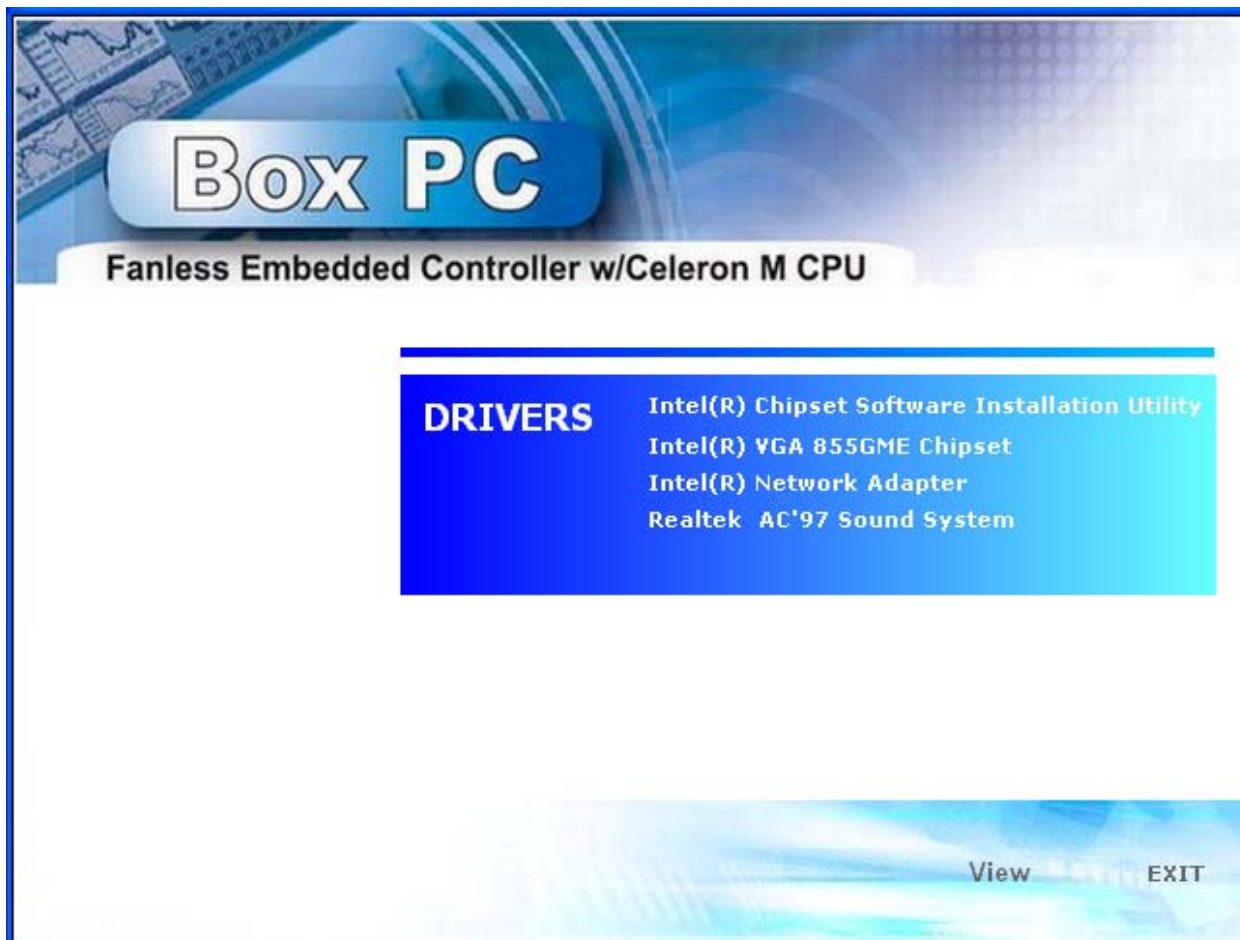 Box PC
Fanless Embedded Controller w/Celeron M CPU
DRIVERS
Intel(R) Chipset Software Installation Utility
Intel(R) VGA 855GME Chipset
Intel(R) Network Adapter
Realtek AC'97 Sound System
View
EXIT